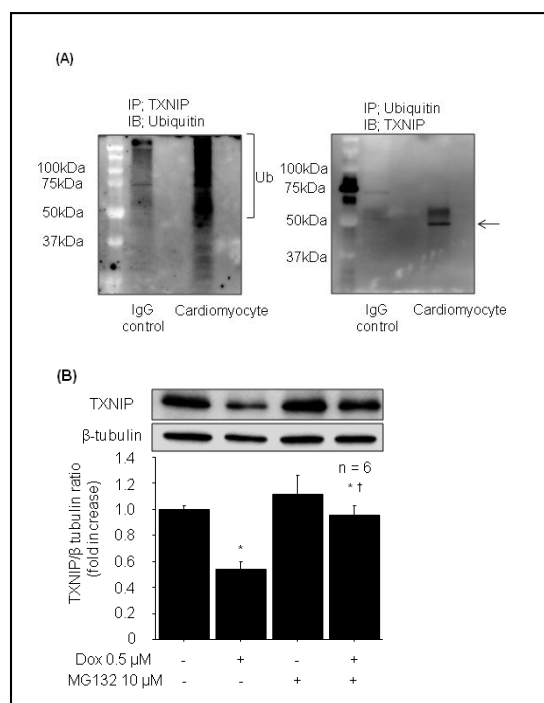 (A)
IP; TXNIP
IB; Ubiquitin
100kDa
75kDa
50kDa
37kDa
Ub
IgG control
Cardiomyocyte
IP; Ubiquitin
IB; TXNIP
100kDa
75kDa
50kDa
37kDa
IgG control
Cardiomyocyte
(B)
TXNIP
β-tubulin
TXNIP/β tubulin ratio
(fold increase)
1.4
1.2
1.0
0.8
0.6
0.4
0.2
0
n = 6
*
* †
Dox 0.5 µM - + - +
MG132 10 µM - - + +